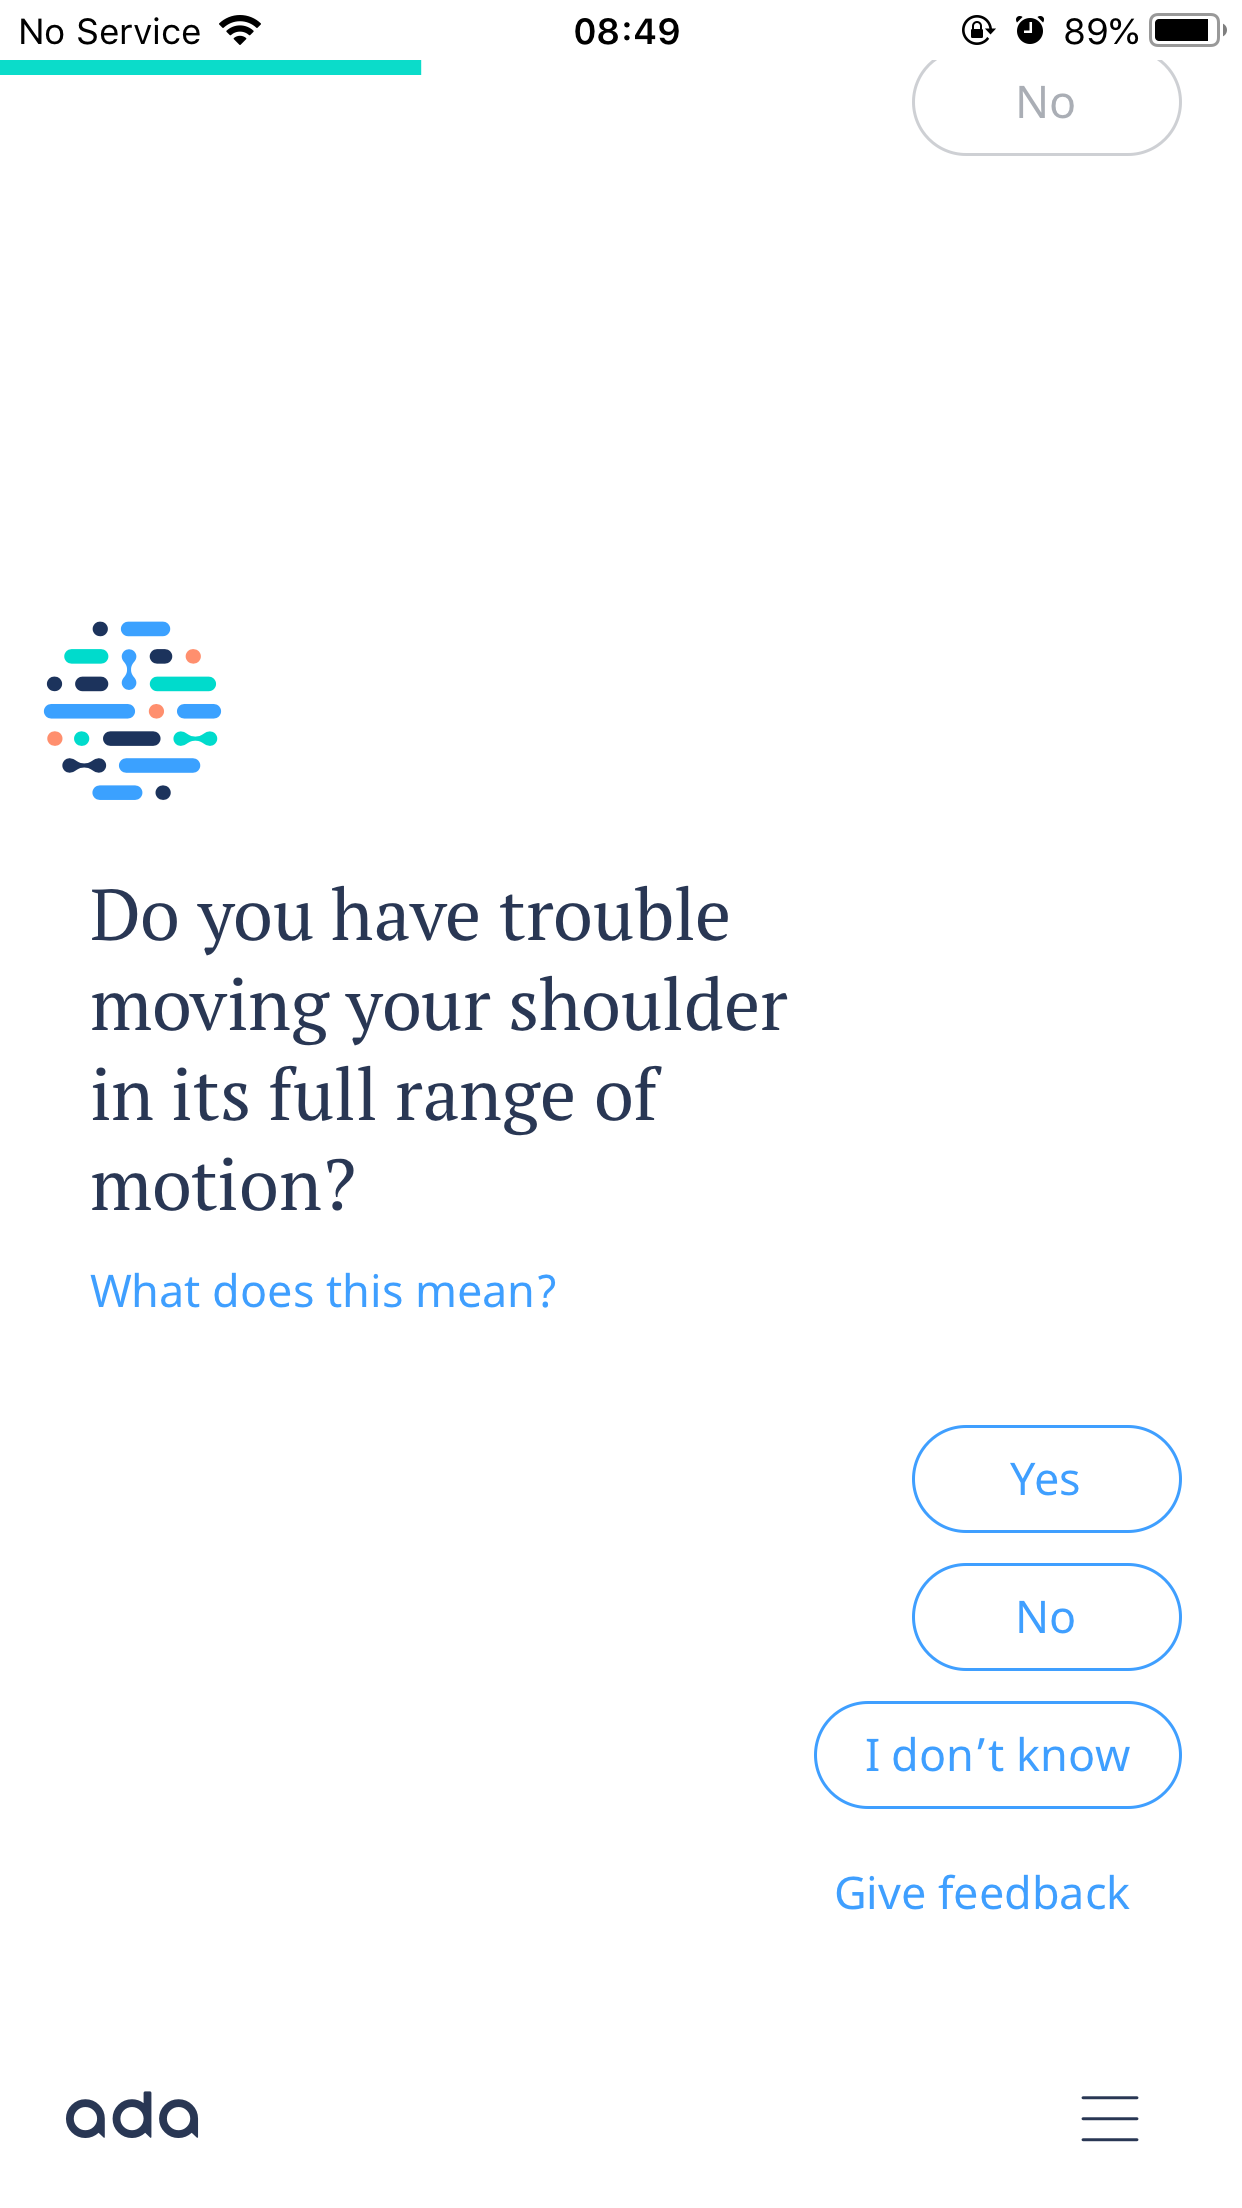 No Service 08:49 89%
No
Do you have trouble
moving your shoulder
in its full range of
motion?
What does this mean?
Yes
No
I don’t know
Give feedback
ada